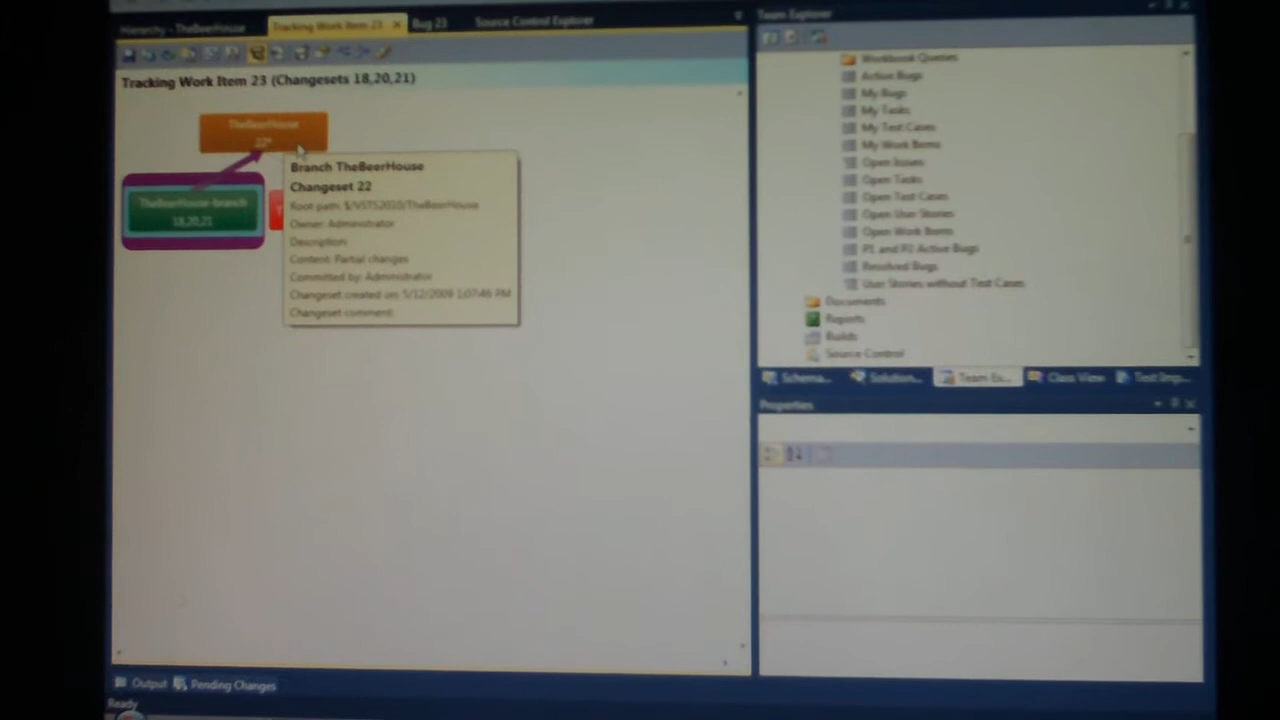 Hierarchy - TheBeerHouse
Tracking Work Item 23
Bug 23
Source Control Explorer
Tracking Work Item 23 (Changesets 18,20,21)
TheBeerHouse
22*
TheBeerHouse-branch
18,20,21
Branch TheBeerHouse
Changeset 22
Root path: $/VSTS2010/TheBeerHouse
Owner: Administrator
Description:
Content: Partial changes
Committed by: Administrator
Changeset created on: 5/12/2009 1:07:46 PM
Changeset comment:
Team Explorer
Workbook Queries
Active Bugs
My Bugs
My Tasks
My Test Cases
My Work Items
Open Issues
Open Tasks
Open Test Cases
Open User Stories
Open Work Items
P1 and P2 Active Bugs
Resolved Bugs
User Stories without Test Cases
Documents
Reports
Builds
Source Control
Schema...
Solution...
Team Ex...
Class View
Test Imp...
Properties
Output
Pending Changes
Ready